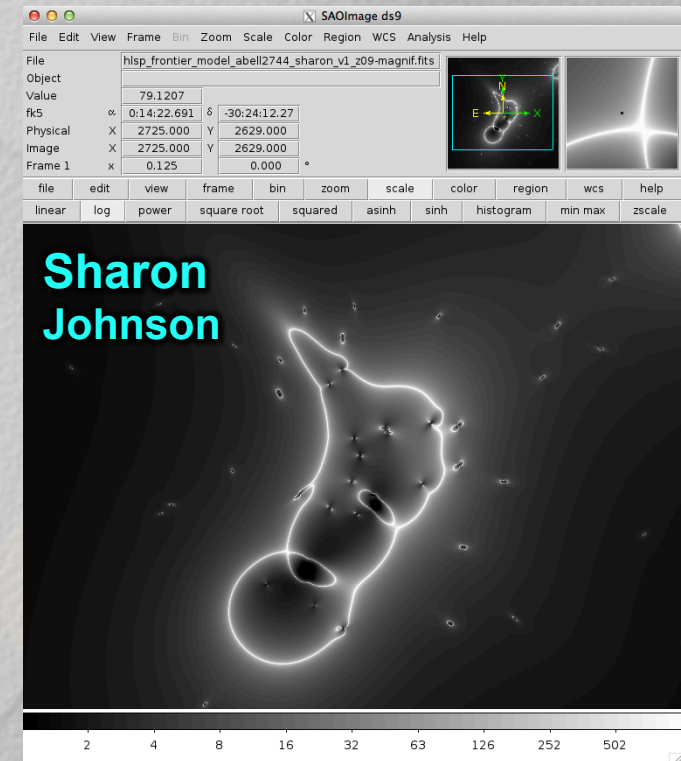 SAOImage ds9
File Edit View Frame Bin Zoom Scale Color Region WCS Analysis Help
File hlsp_frontier_model_abell2744_sharon_v1_z09-magnif.fits
Object
Value 79.1207
fk5 α 0:14:22.691 δ -30:24:12.27
Physical X 2725.000 Y 2629.000
Image X 2725.000 Y 2629.000
Frame 1 x 0.125 0.000 °
Y
N
E X
file edit view frame bin zoom scale color region wcs help
linear log power square root squared asinh sinh histogram min max zscale
Sharon
Johnson
2 4 8 16 32 63 126 252 502